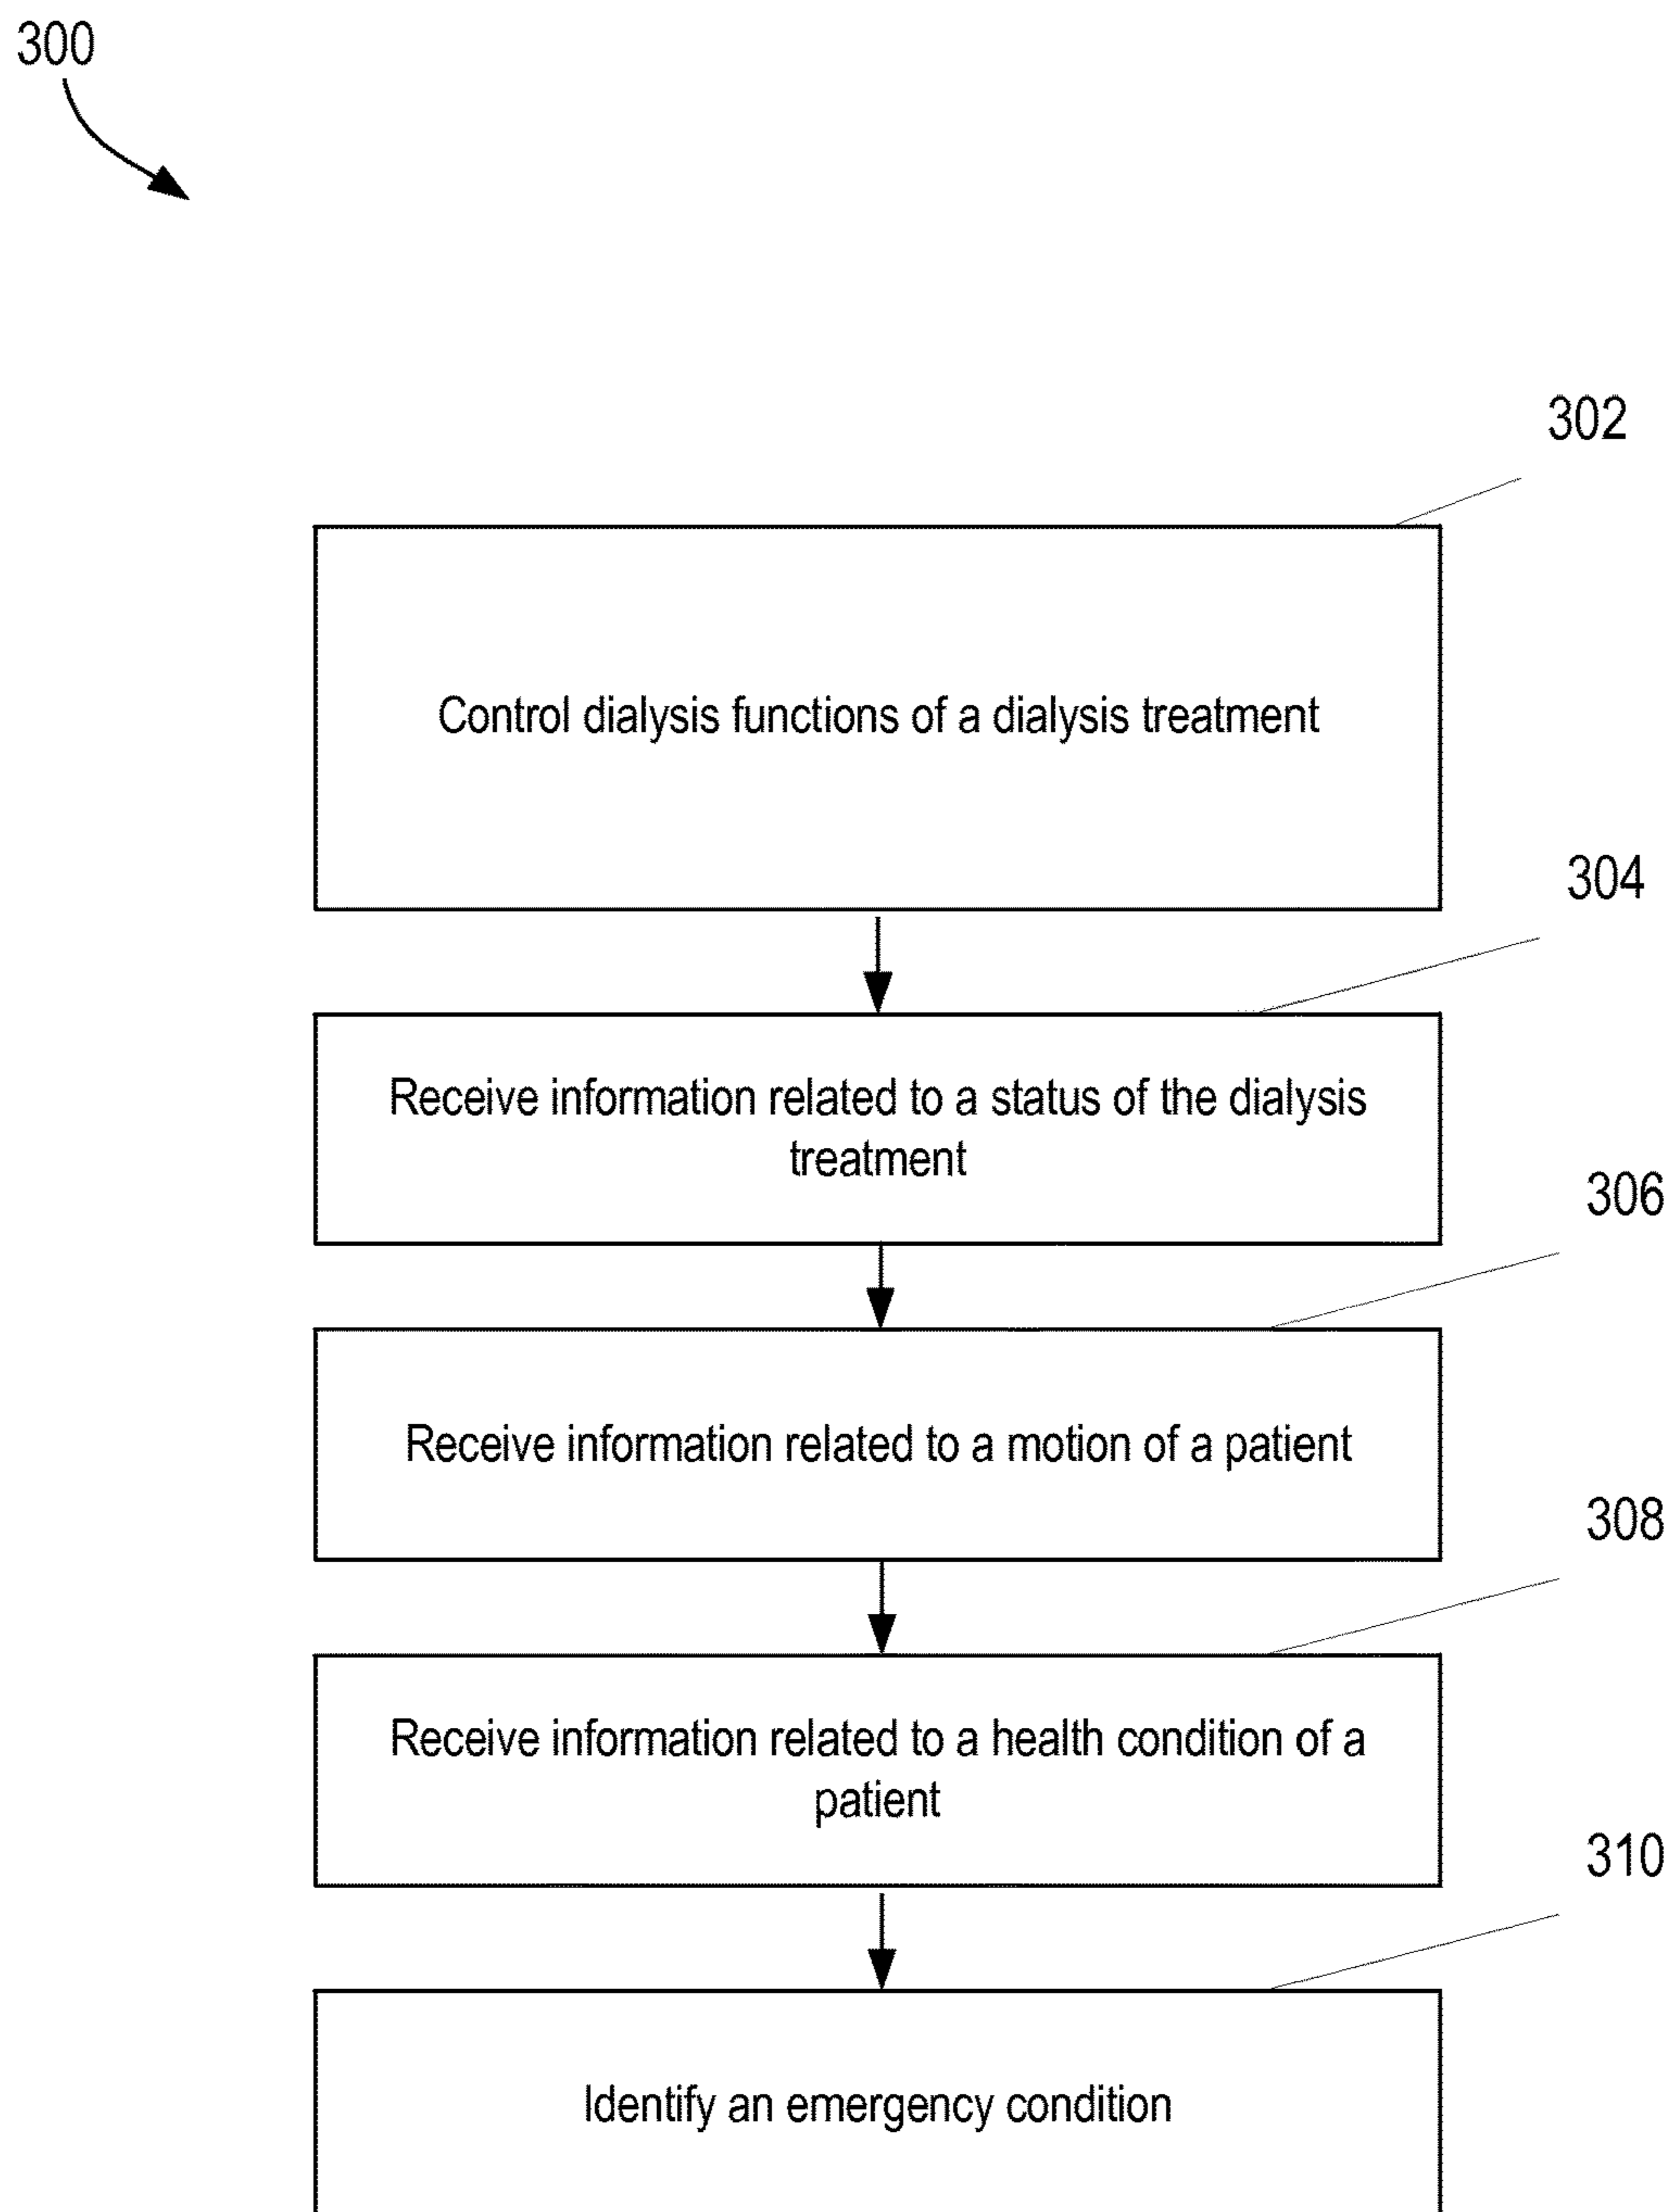 300
302
Control dialysis functions of a dialysis treatment
304
Receive information related to a status of the dialysis
treatment
306
Receive information related to a motion of a patient
308
Receive information related to a health condition of a
patient
310
Identify an emergency condition